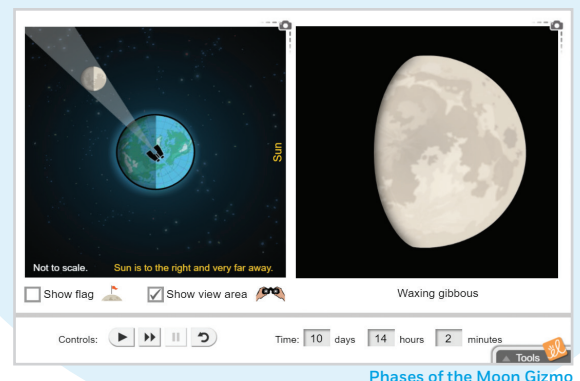 Sun
Not to scale. Sun is to the right and very far away.
Show flag Show view area Waxing gibbous
Controls: Time: 10 days 14 hours 2 minutes
Tools
Phases of the Moon Gizmo